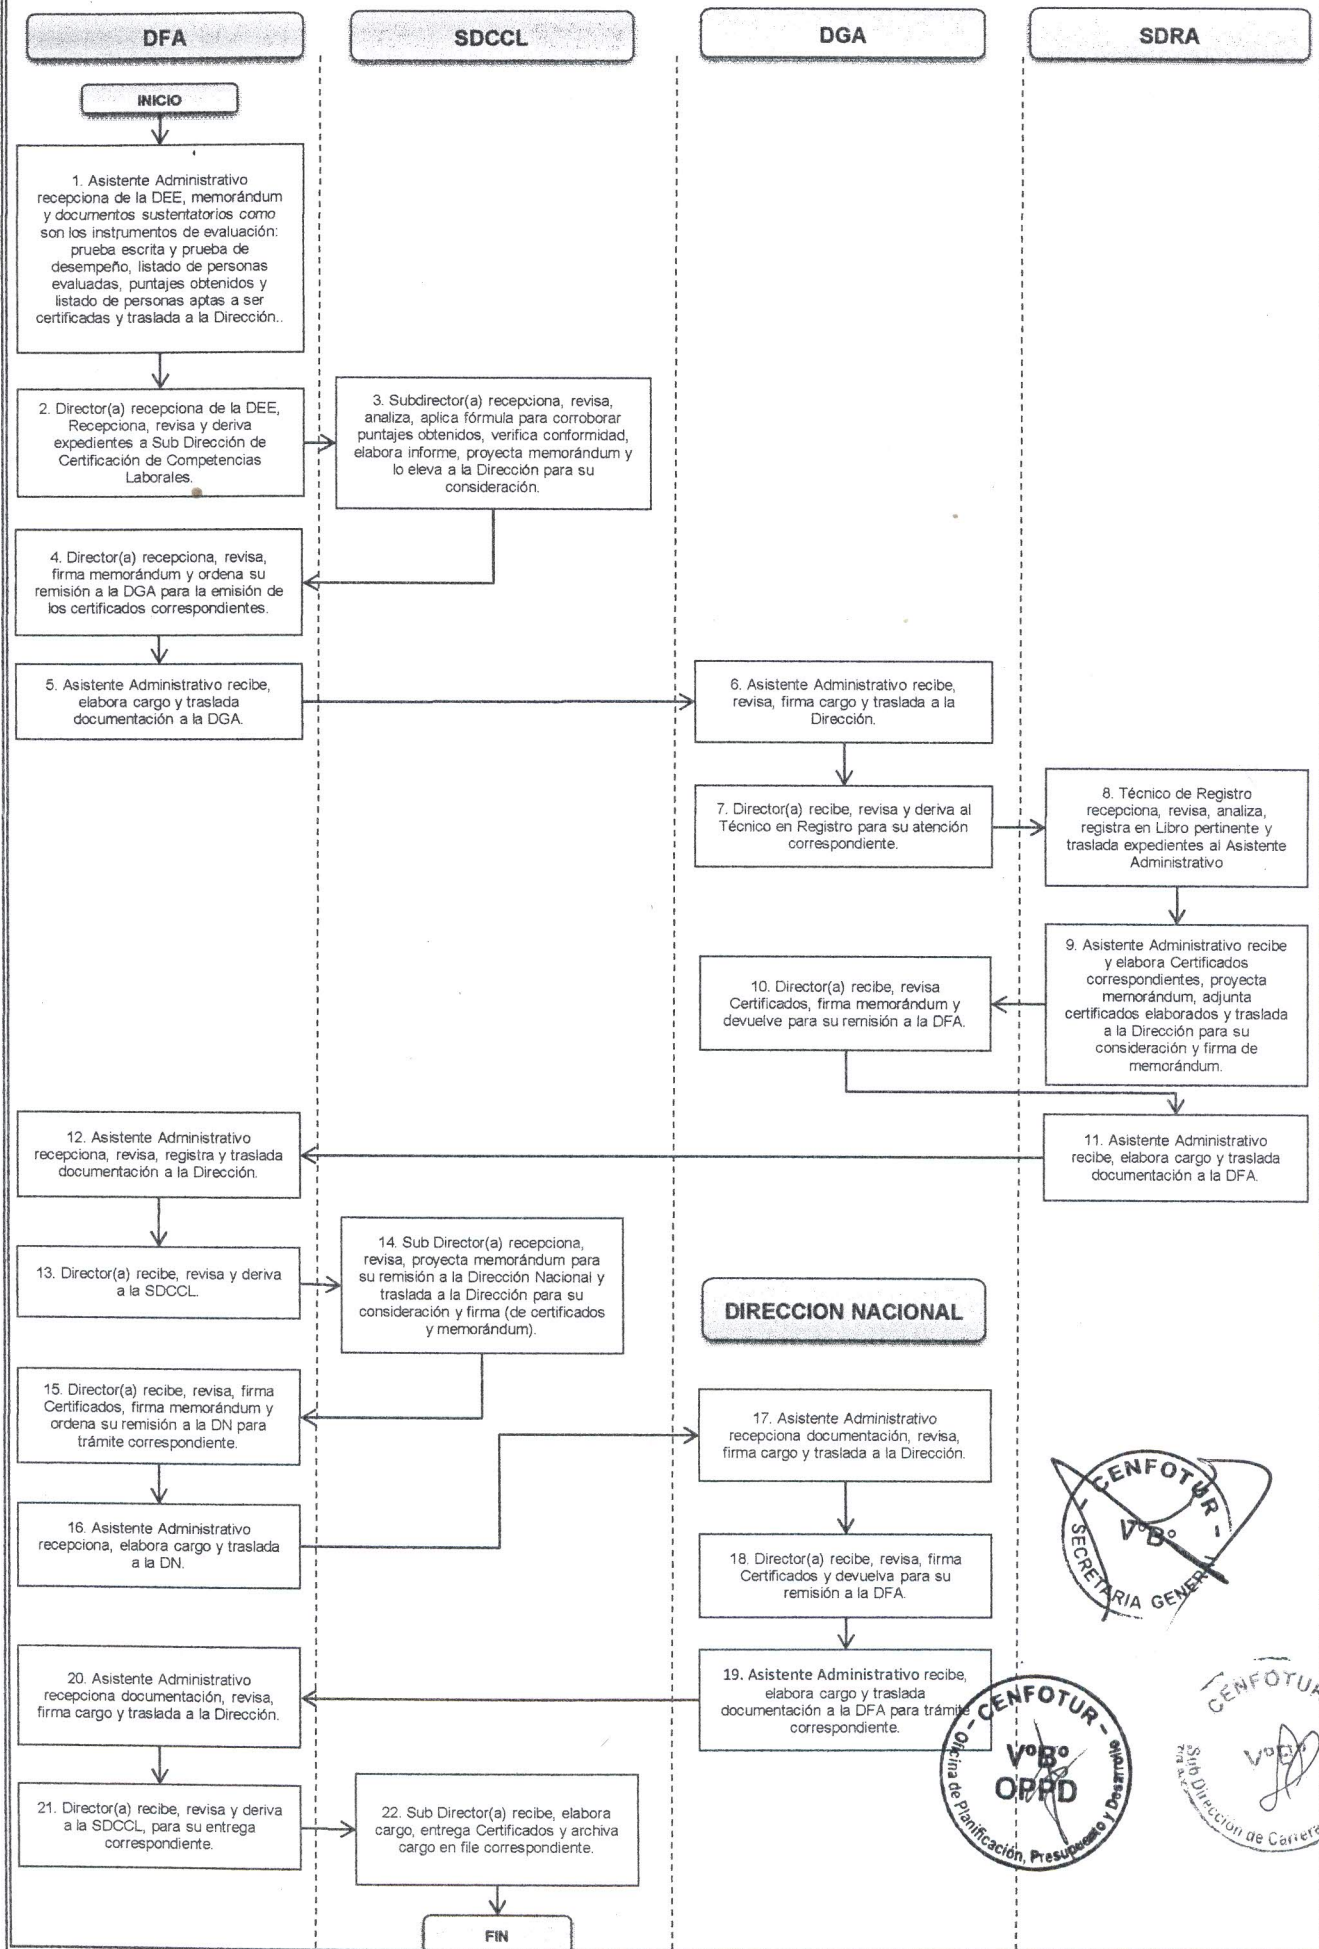 DFA
SDCCL
DGA
SDRA
INICIO
1. Asistente Administrativo
recepciona de la DEE, memorándum
y documentos sustentatorios como
son los instrumentos de evaluación:
prueba escrita y prueba de
desempeño, listado de personas
evaluadas, puntajes obtenidos y
listado de personas aptas a ser
certificadas y traslada a la Dirección..
2. Director(a) recepciona de la DEE,
Recepciona, revisa y deriva
expedientes a Sub Dirección de
Certificación de Competencias
Laborales.
3. Subdirector(a) recepciona, revisa,
analiza, aplica fórmula para corroborar
puntajes obtenidos, verifica conformidad,
elabora informe, proyecta memorándum y
lo eleva a la Dirección para su
consideración.
4. Director(a) recepciona, revisa,
firma memorándum y ordena su
remisión a la DGA para la emisión de
los certificados correspondientes.
5. Asistente Administrativo recibe,
elabora cargo y traslada
documentación a la DGA.
6. Asistente Administrativo recibe,
revisa, firma cargo y traslada a la
Dirección.
7. Director(a) recibe, revisa y deriva al
Técnico en Registro para su atención
correspondiente.
8. Técnico de Registro
recepciona, revisa, analiza,
registra en Libro pertinente y
traslada expedientes al Asistente
Administrativo
9. Asistente Administrativo recibe
y elabora Certificados
correspondientes, proyecta
memorándum, adjunta
certificados elaborados y traslada
a la Dirección para su
consideración y firma de
memorándum.
10. Director(a) recibe, revisa
Certificados, firma memorándum y
devuelve para su remisión a la DFA.
11. Asistente Administrativo
recibe, elabora cargo y traslada
documentación a la DFA.
12. Asistente Administrativo
recepciona, revisa, registra y traslada
documentación a la Dirección.
13. Director(a) recibe, revisa y deriva
a la SDCCL.
14. Sub Director(a) recepciona,
revisa, proyecta memorándum para
su remisión a la Dirección Nacional y
traslada a la Dirección para su
consideración y firma (de certificados
y memorándum).
DIRECCION NACIONAL
15. Director(a) recibe, revisa, firma
Certificados, firma memorándum y
ordena su remisión a la DN para
trámite correspondiente.
16. Asistente Administrativo
recepciona, elabora cargo y traslada
a la DN.
17. Asistente Administrativo
recepciona documentación, revisa,
firma cargo y traslada a la Dirección.
18. Director(a) recibe, revisa, firma
Certificados y devuelva para su
remisión a la DFA.
19. Asistente Administrativo recibe,
elabora cargo y traslada
documentación a la DFA para trámite
correspondiente.
20. Asistente Administrativo
recepciona documentación, revisa,
firma cargo y traslada a la Dirección.
21. Director(a) recibe, revisa y deriva
a la SDCCL, para su entrega
correspondiente.
22. Sub Director(a) recibe, elabora
cargo, entrega Certificados y archiva
cargo en file correspondiente.
FIN
- CENFOTUR -
V°B°
SECRETARIA GENER
- CENFOTUR -
V°B°
OPPD
Oficina de Planificación, Presupuesto y Desarrollo
CENFOTUR
Sub Dirección de Carrera